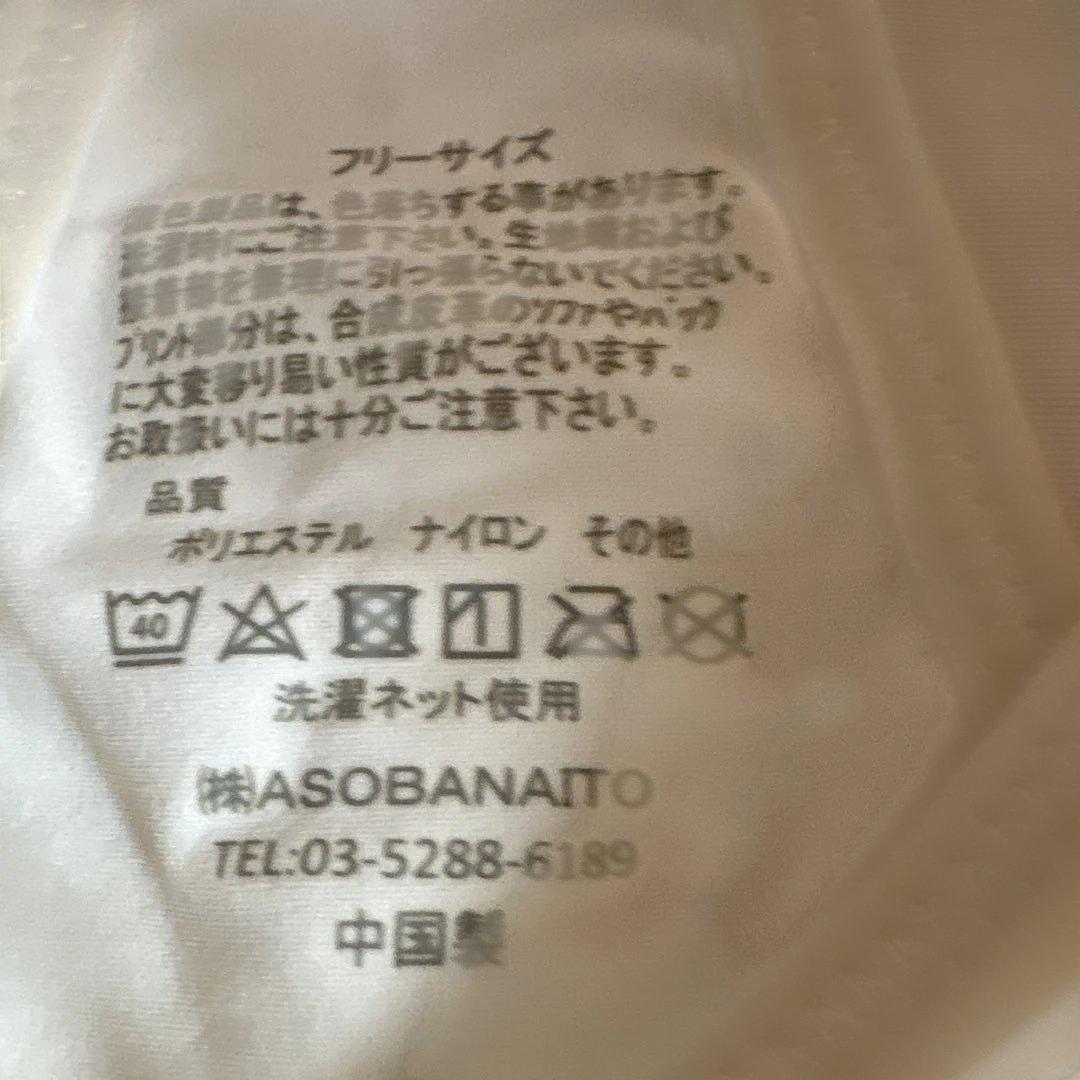 フリーサイズ
濃色製品は、色落ちする事があります。
洗濯時にご注意下さい。生地端および
接着部を無理に引っ張らないでください。
プリント部分は、合成皮革のソファやバック
に大変移り易い性質がございます。
お取扱いには十分ご注意下さい。
品質
ポリエステル ナイロン その他
40
洗濯ネット使用
㈱ASOBANAITO
TEL:03-5288-6189
中国製